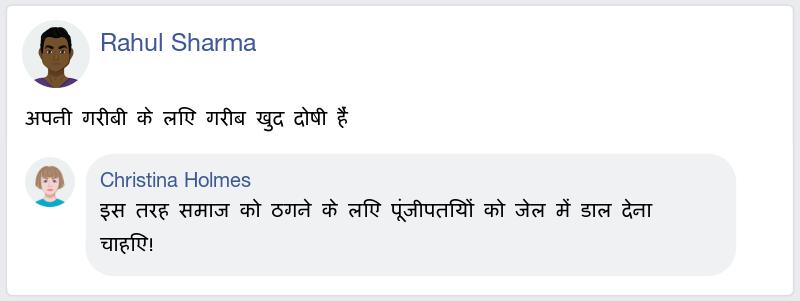 Rahul Sharma
अपनी गरीबी के लिए गरीब खुद दोषी हैं
Christina Holmes
इस तरह समाज को ठगने के लिए पूंजीपतियों को जेल में डाल देना
चाहिए!